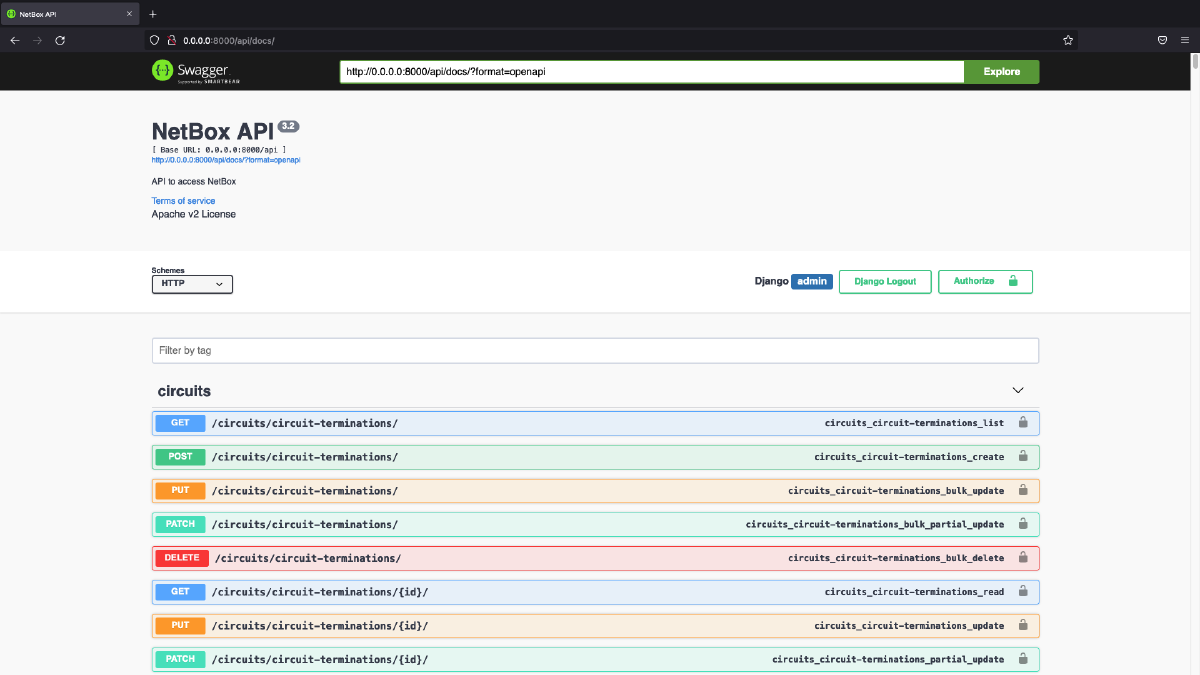 NetBox API
0.0.0.0:8000/api/docs/
Swagger
Supported by SMARTBEAR
http://0.0.0.0:8000/api/docs/?format=openapi
Explore
NetBox API 3.2
[ Base URL: 0.0.0.0:8000/api ]
http://0.0.0.0:8000/api/docs/?format=openapi
API to access NetBox
Terms of service
Apache v2 License
Schemes
HTTP
Django admin
Django Logout
Authorize
Filter by tag
circuits
GET /circuits/circuit-terminations/ circuits_circuit-terminations_list
POST /circuits/circuit-terminations/ circuits_circuit-terminations_create
PUT /circuits/circuit-terminations/ circuits_circuit-terminations_bulk_update
PATCH /circuits/circuit-terminations/ circuits_circuit-terminations_bulk_partial_update
DELETE /circuits/circuit-terminations/ circuits_circuit-terminations_bulk_delete
GET /circuits/circuit-terminations/{id}/ circuits_circuit-terminations_read
PUT /circuits/circuit-terminations/{id}/ circuits_circuit-terminations_update
PATCH /circuits/circuit-terminations/{id}/ circuits_circuit-terminations_partial_update